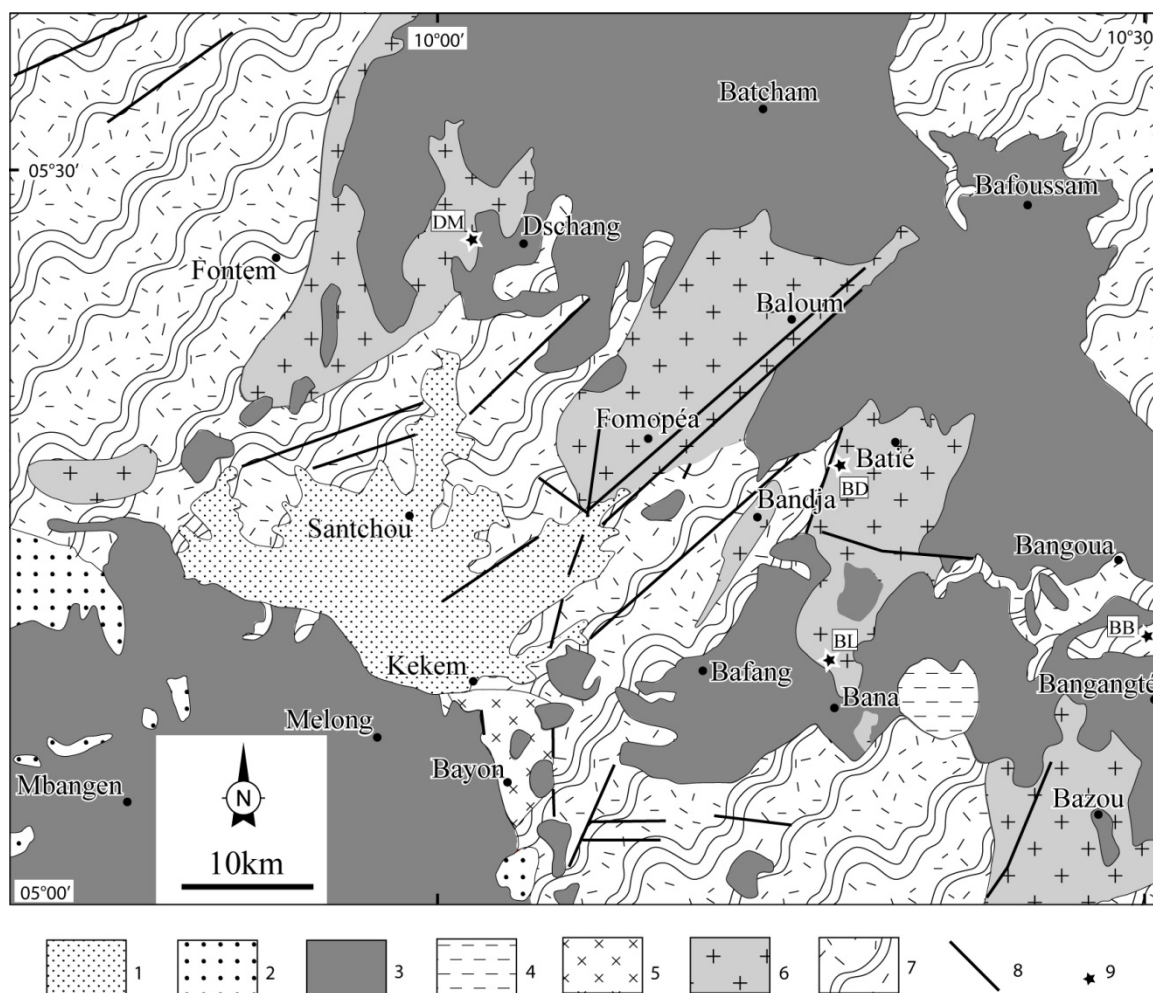 10°00'
10°30'
Batcham
05°30'
Bafoussam
DM
Dschang
Fontem
Baloum
Fomopéa
Batié
BD
Santchou
Bandja
Bangoua
BB
BL
Kekem
Bafang
Bangangté
Bana
Melong
Bayon
Mbangen
N
Bazou
10km
05°00'
1 2 3 4 5 6 7 8 9